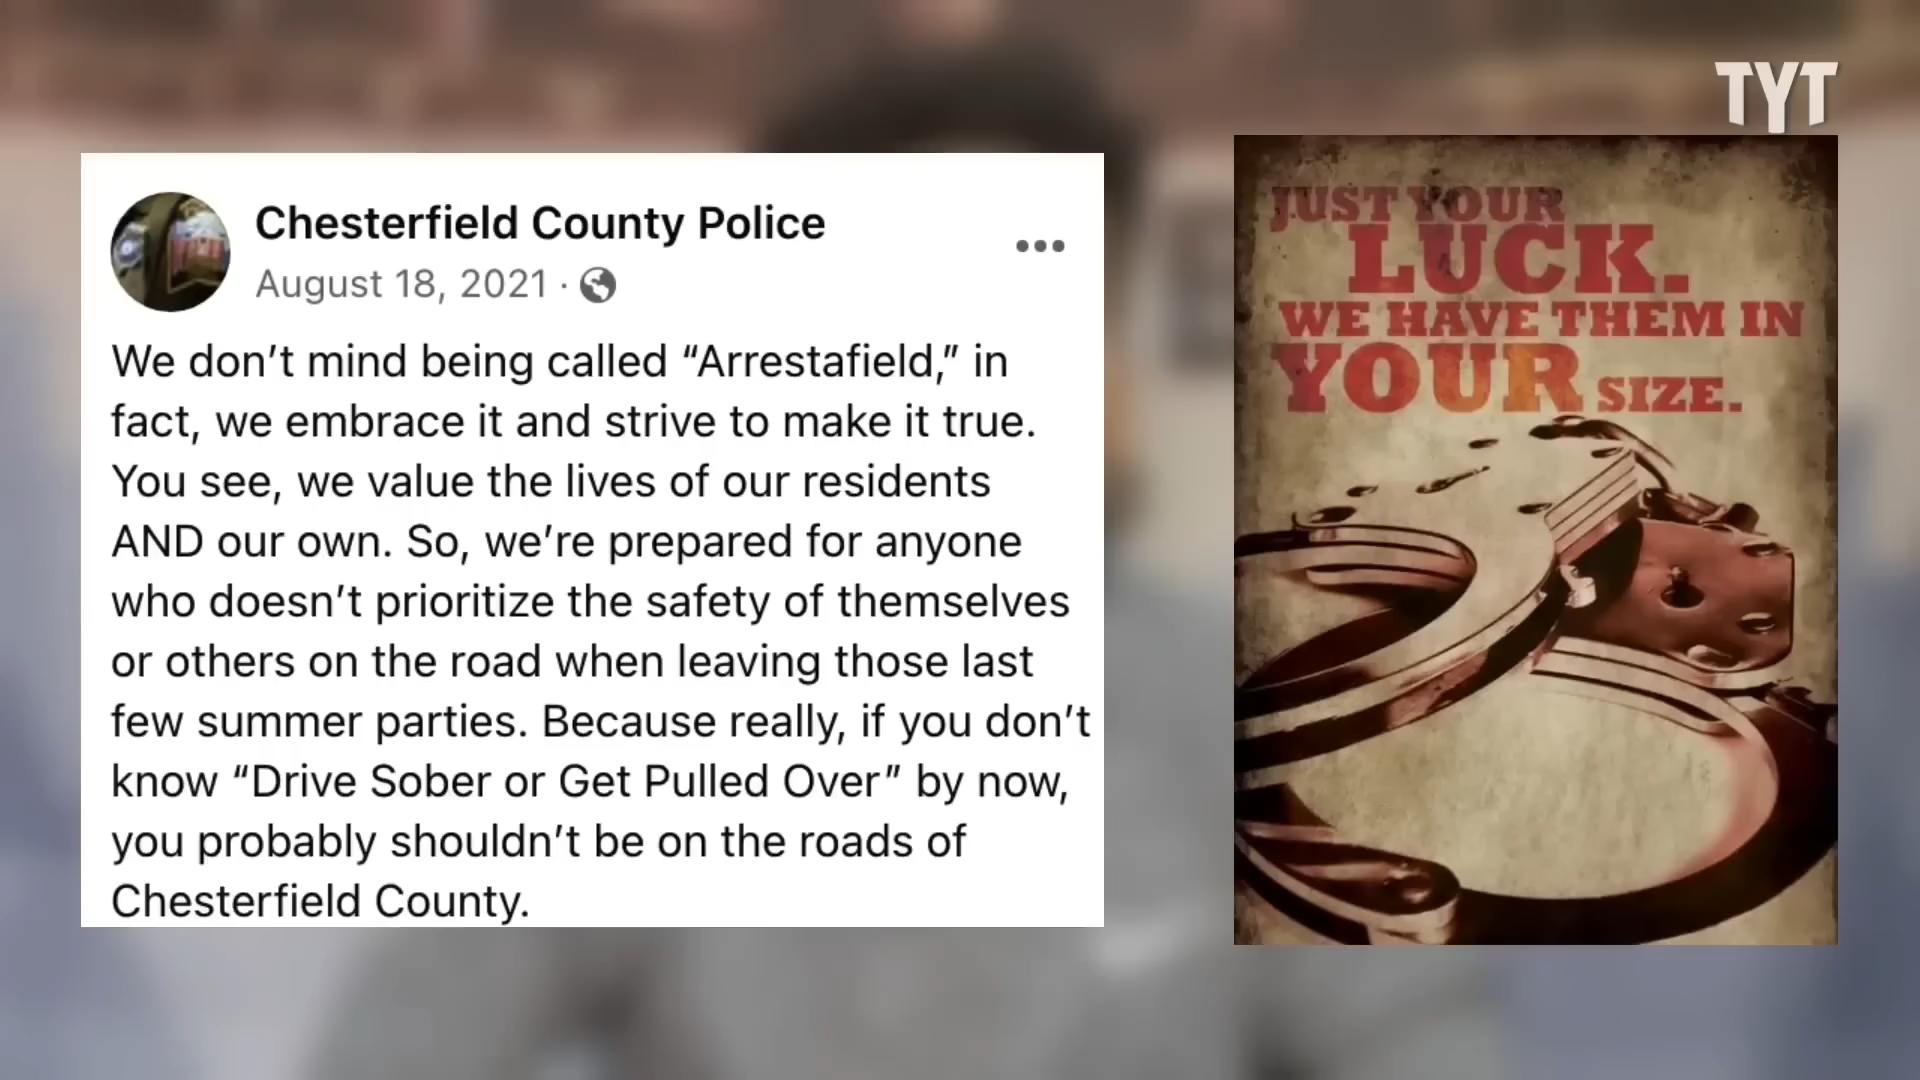 TYT
Chesterfield County Police
August 18, 2021 ·
We don't mind being called “Arrestafield,” in
fact, we embrace it and strive to make it true.
You see, we value the lives of our residents
AND our own. So, we're prepared for anyone
who doesn't prioritize the safety of themselves
or others on the road when leaving those last
few summer parties. Because really, if you don't
know “Drive Sober or Get Pulled Over” by now,
you probably shouldn't be on the roads of
Chesterfield County.
JUST YOUR
LUCK.
WE HAVE THEM IN
YOUR SIZE.